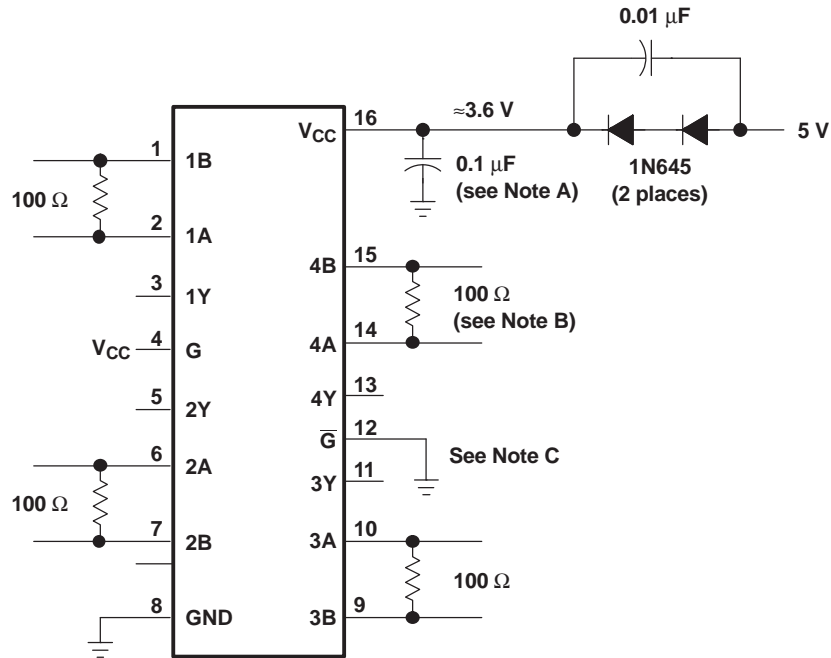 0.01 μF
≈3.6 V
5 V
1N645
(2 places)
0.1 μF
(see Note A)
VCC
16
1
1B
100 Ω
2
1A
3
1Y
VCC
4
G
5
2Y
6
2A
100 Ω
7
2B
8
GND
15
4B
100 Ω
(see Note B)
14
4A
13
4Y
12
G̅
See Note C
11
3Y
10
3A
100 Ω
9
3B